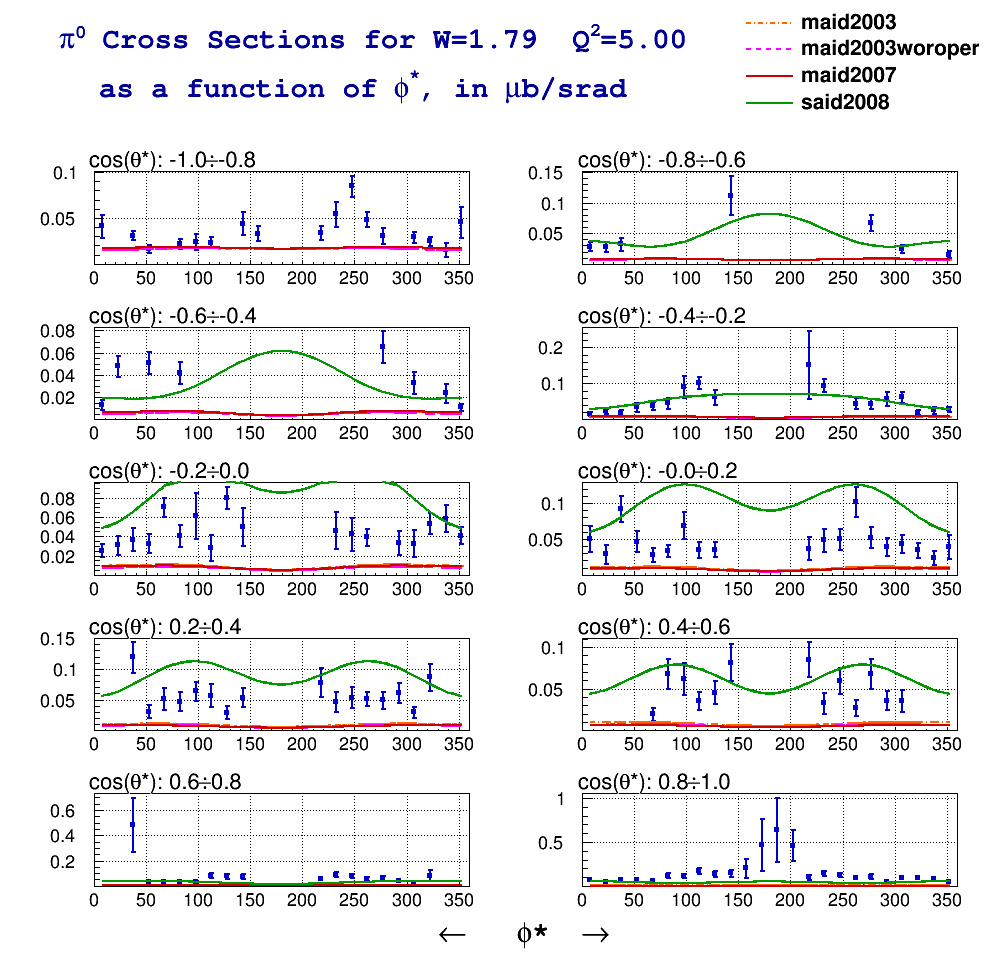 π⁰ Cross Sections for W=1.79 Q²=5.00
as a function of ϕ*, in μb/srad
maid2003
maid2003woroper
maid2007
said2008
cos(θ*): -1.0÷-0.8
0.1
0.05
0 50 100 150 200 250 300 350
cos(θ*): -0.8÷-0.6
0.15
0.1
0.05
0 50 100 150 200 250 300 350
cos(θ*): -0.6÷-0.4
0.08
0.06
0.04
0.02
0 50 100 150 200 250 300 350
cos(θ*): -0.4÷-0.2
0.2
0.1
0 50 100 150 200 250 300 350
cos(θ*): -0.2÷0.0
0.08
0.06
0.04
0.02
0 50 100 150 200 250 300 350
cos(θ*): -0.0÷0.2
0.1
0.05
0 50 100 150 200 250 300 350
cos(θ*): 0.2÷0.4
0.15
0.1
0.05
0 50 100 150 200 250 300 350
cos(θ*): 0.4÷0.6
0.1
0.05
0 50 100 150 200 250 300 350
cos(θ*): 0.6÷0.8
0.6
0.4
0.2
0 50 100 150 200 250 300 350
cos(θ*): 0.8÷1.0
1
0.5
0 50 100 150 200 250 300 350
← ϕ* →